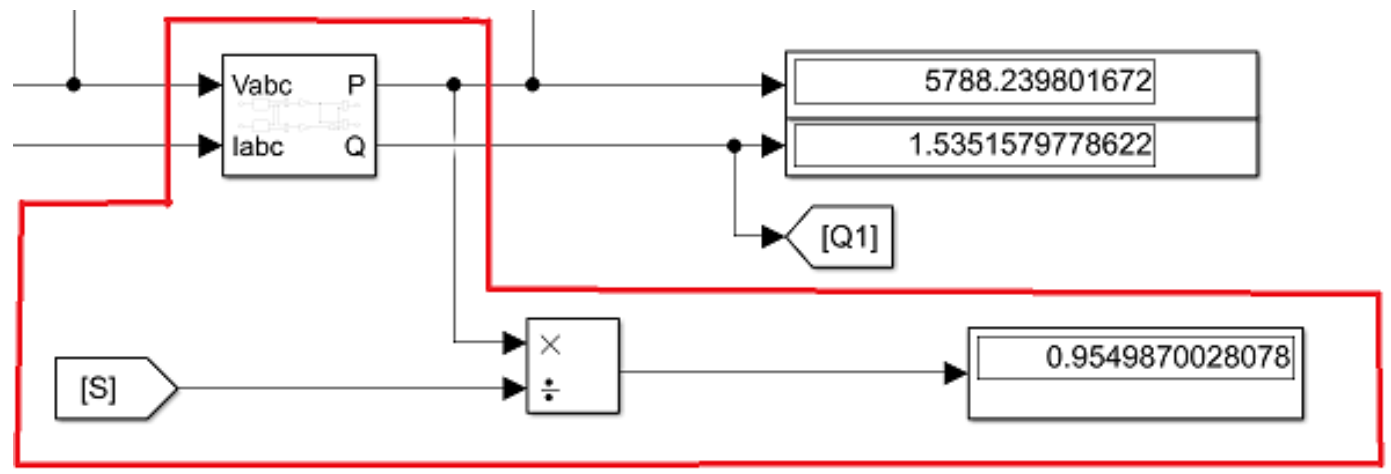 Vabc P
5788.239801672
Iabc Q
1.5351579778622
[Q1]
×
÷
[S]
0.9549870028078